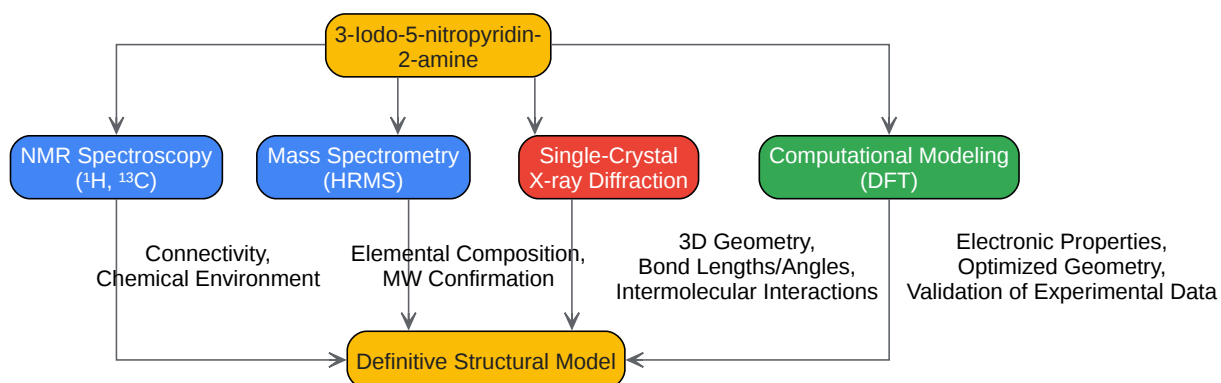 3-Iodo-5-nitropyridin-
2-amine
NMR Spectroscopy
(¹H, ¹³C)
Mass Spectrometry
(HRMS)
Single-Crystal
X-ray Diffraction
Computational Modeling
(DFT)
Connectivity,
Chemical Environment
Elemental Composition,
MW Confirmation
3D Geometry,
Bond Lengths/Angles,
Intermolecular Interactions
Electronic Properties,
Optimized Geometry,
Validation of Experimental Data
Definitive Structural Model